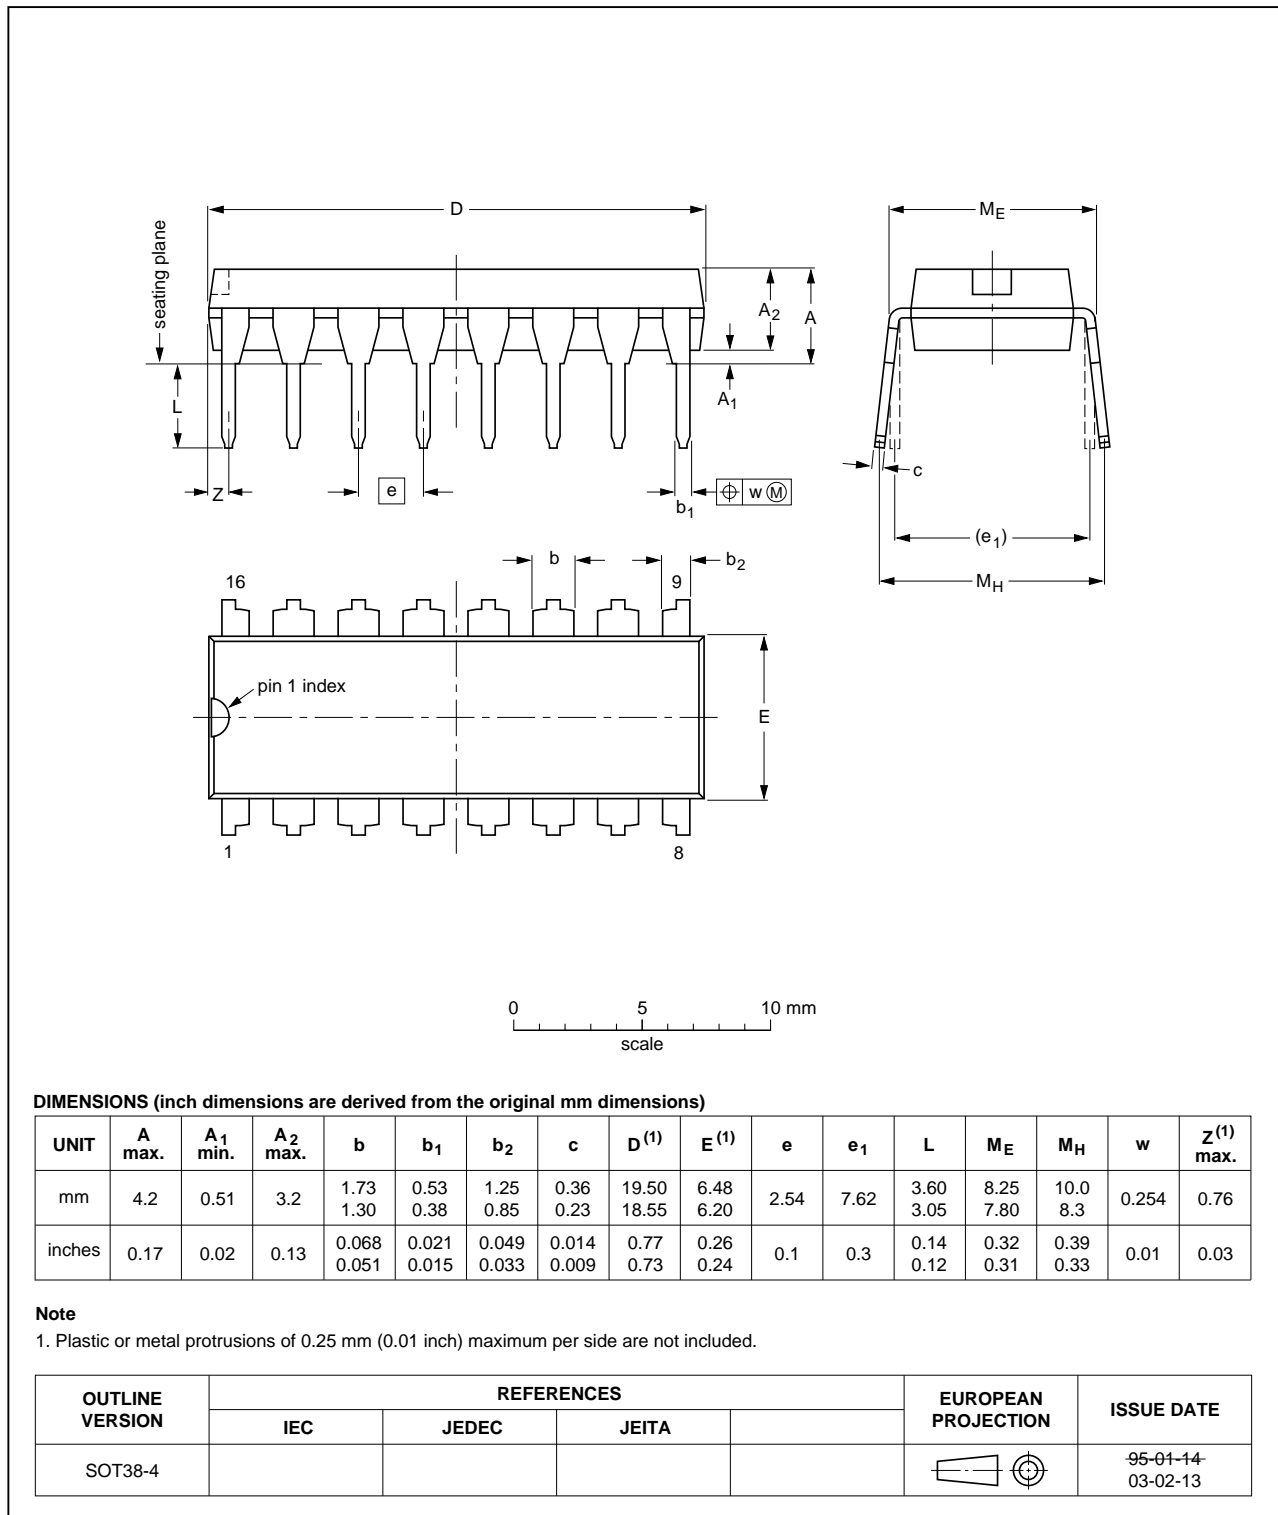 D
M_E
seating plane
A_2
A
L
A_1
c
Z
e
b_1
w M
(e_1)
M_H
b
b_2
16
9
pin 1 index
E
1
8
0 5 10 mm
scale
DIMENSIONS (inch dimensions are derived from the original mm dimensions)
UNIT A max. A1 min. A2 max. b b1 b2 c D(1) E(1) e e1 L ME MH w Z(1) max.
mm 4.2 0.51 3.2 1.73 1.30 0.53 0.38 1.25 0.85 0.36 0.23 19.50 18.55 6.48 6.20 2.54 7.62 3.60 3.05 8.25 7.80 10.0 8.3 0.254 0.76
inches 0.17 0.02 0.13 0.068 0.051 0.021 0.015 0.049 0.033 0.014 0.009 0.77 0.73 0.26 0.24 0.1 0.3 0.14 0.12 0.32 0.31 0.39 0.33 0.01 0.03
Note
1. Plastic or metal protrusions of 0.25 mm (0.01 inch) maximum per side are not included.
OUTLINE VERSION REFERENCES EUROPEAN PROJECTION ISSUE DATE
IEC JEDEC JEITA
SOT38-4 95-01-14
03-02-13